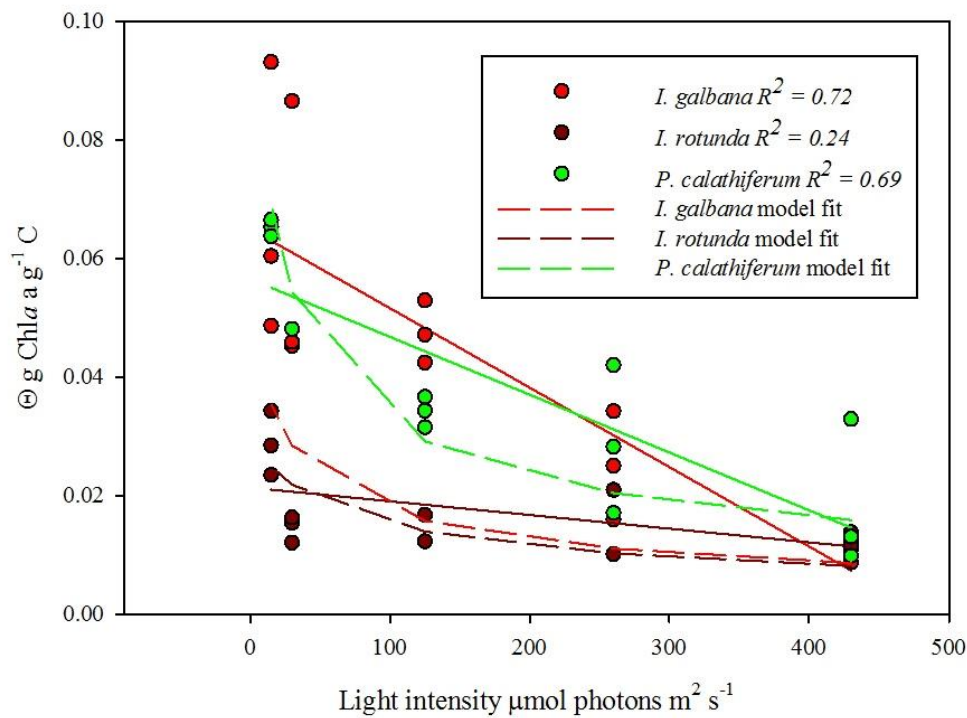 0.10
0.08
0.06
0.04
0.02
0.00
Θ g Chla a g⁻¹ C
I. galbana R² = 0.72
I. rotunda R² = 0.24
P. calathiferum R² = 0.69
I. galbana model fit
I. rotunda model fit
P. calathiferum model fit
0 100 200 300 400 500
Light intensity μmol photons m² s⁻¹